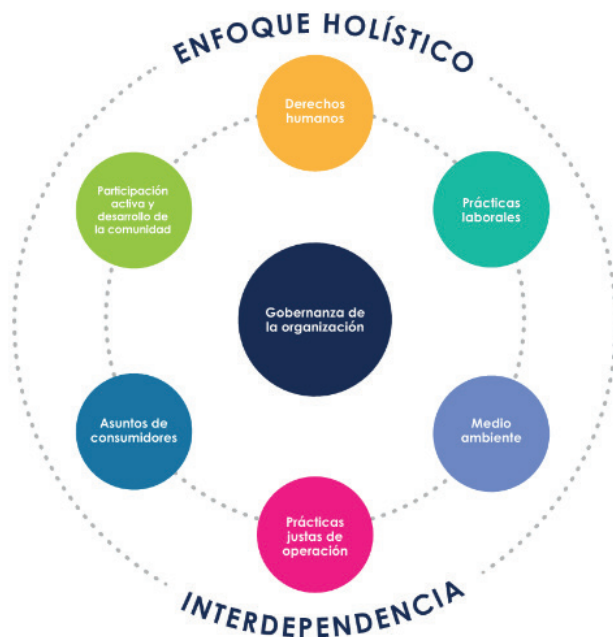 ENFOQUE HOLÍSTICO
Derechos
humanos
Participación
activa y
desarrollo de
la comunidad
Prácticas
laborales
Gobernanza de
la organización
Asuntos de
consumidores
Medio
ambiente
Prácticas
justas de
operación
INTERDEPENDENCIA